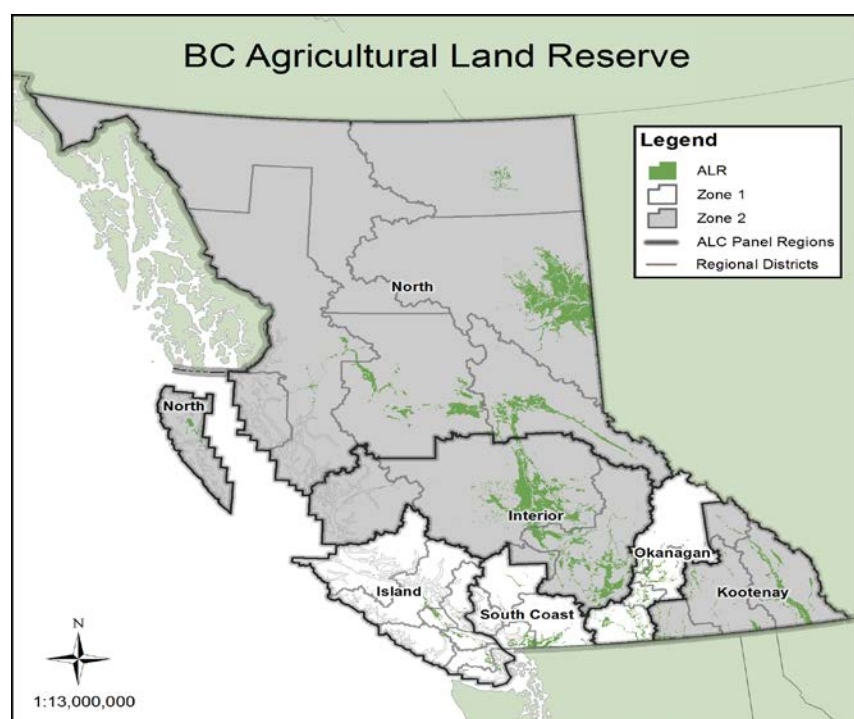 BC Agricultural Land Reserve
Legend
ALR
Zone 1
Zone 2
ALC Panel Regions
Regional Districts
North
North
Interior
Okanagan
Island
South Coast
Kootenay
N
1:13,000,000